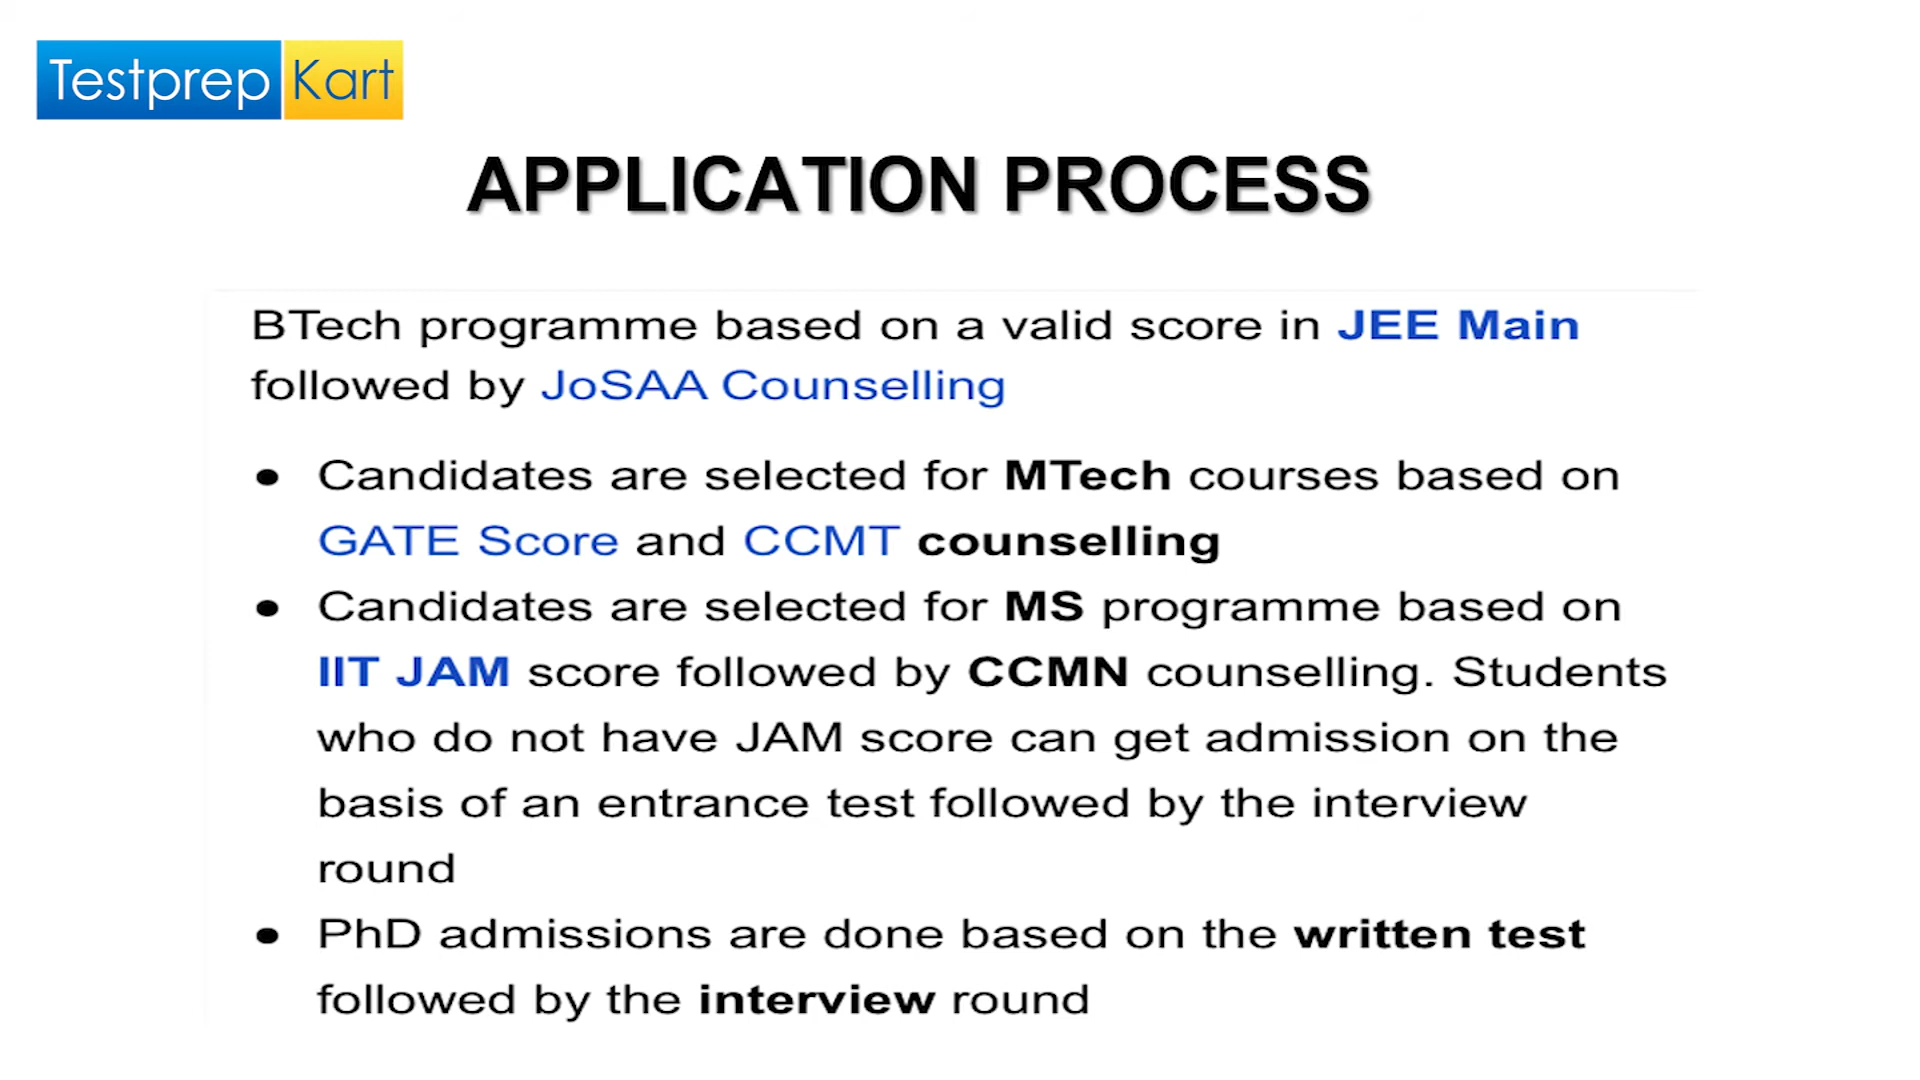 Testprep Kart
APPLICATION PROCESS
BTech programme based on a valid score in JEE Main
followed by JoSAA Counselling
● Candidates are selected for MTech courses based on
GATE Score and CCMT counselling
● Candidates are selected for MS programme based on
IIT JAM score followed by CCMN counselling. Students
who do not have JAM score can get admission on the
basis of an entrance test followed by the interview
round
● PhD admissions are done based on the written test
followed by the interview round